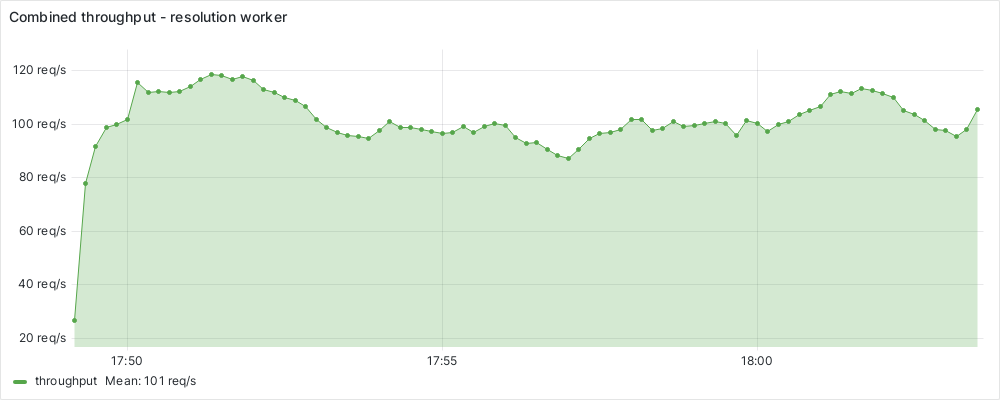 Combined throughput - resolution worker
120 req/s
100 req/s
80 req/s
60 req/s
40 req/s
20 req/s
17:50 17:55 18:00
throughput Mean: 101 req/s